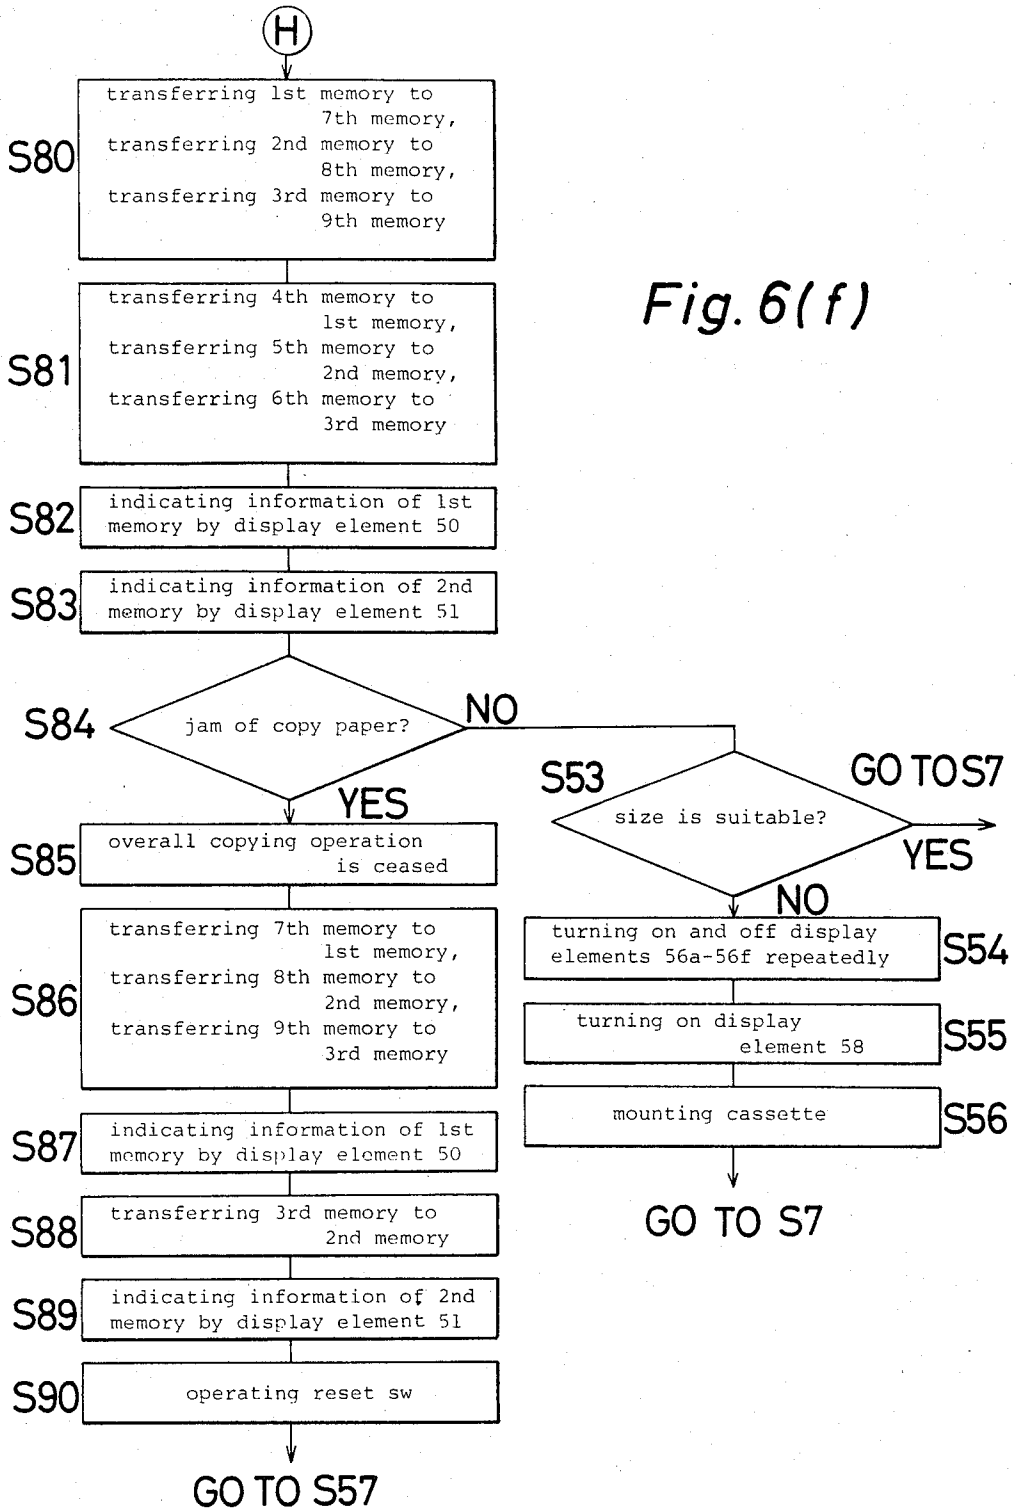 H
S80
transferring 1st memory to
7th memory,
transferring 2nd memory to
8th memory,
transferring 3rd memory to
9th memory
Fig. 6(f)
S81
transferring 4th memory to
1st memory,
transferring 5th memory to
2nd memory,
transferring 6th memory to
3rd memory
S82
indicating information of 1st
memory by display element 50
S83
indicating information of 2nd
memory by display element 51
S84
jam of copy paper?
NO
YES
S53
size is suitable?
GO TO S7
YES
NO
S85
overall copying operation
is ceased
S54
turning on and off display
elements 56a-56f repeatedly
S86
transferring 7th memory to
1st memory,
transferring 8th memory to
2nd memory,
transferring 9th memory to
3rd memory
S55
turning on display
element 58
S56
mounting cassette
GO TO S7
S87
indicating information of 1st
memory by display element 50
S88
transferring 3rd memory to
2nd memory
S89
indicating information of 2nd
memory by display element 51
S90
operating reset sw
GO TO S57